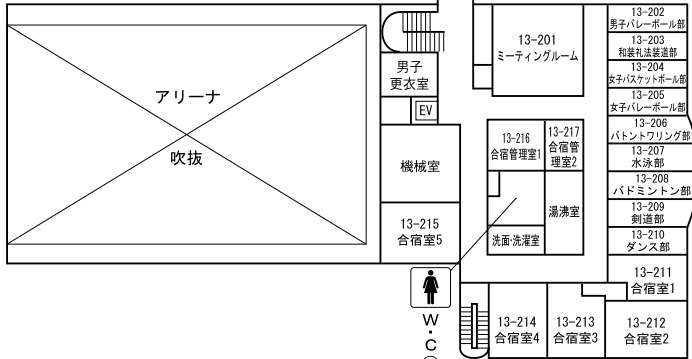 アリーナ
吹抜
男子
更衣室
EV
機械室
13-215
合宿室5
13-201
ミーティングルーム
13-216
合宿管理室1
13-217
合宿管
理室2
湯沸室
洗面・洗濯室
W・C
13-202
男子バレーボール部
13-203
和装礼法装道部
13-204
女子バスケットボール部
13-205
女子バレーボール部
13-206
バトントワリング部
13-207
水泳部
13-208
バドミントン部
13-209
剣道部
13-210
ダンス部
13-211
合宿室1
13-212
合宿室2
13-213
合宿室3
13-214
合宿室4